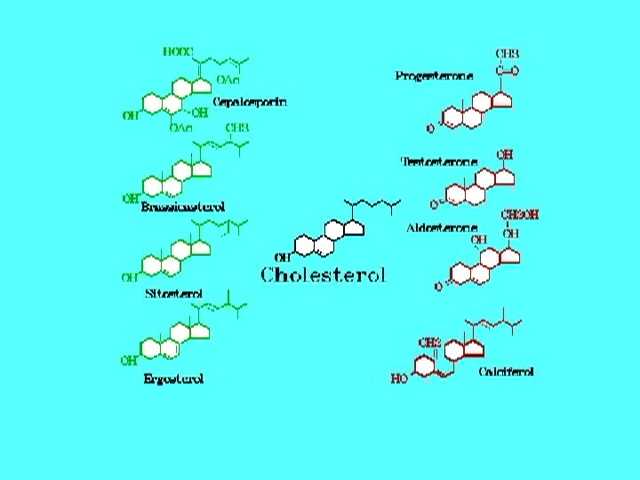 HOOC
OAc
Cepalosporin
OH
OH
OAc
CH3
OH
Brassicasterol
OH
Sitosterol
OH
Ergosterol
OH
Cholesterol
CH3
C=O
Progesterone
O
OH
Testosterone
O
CH2OH
Aldosterone
OH
OH
O
CH2
HO
Calciferol